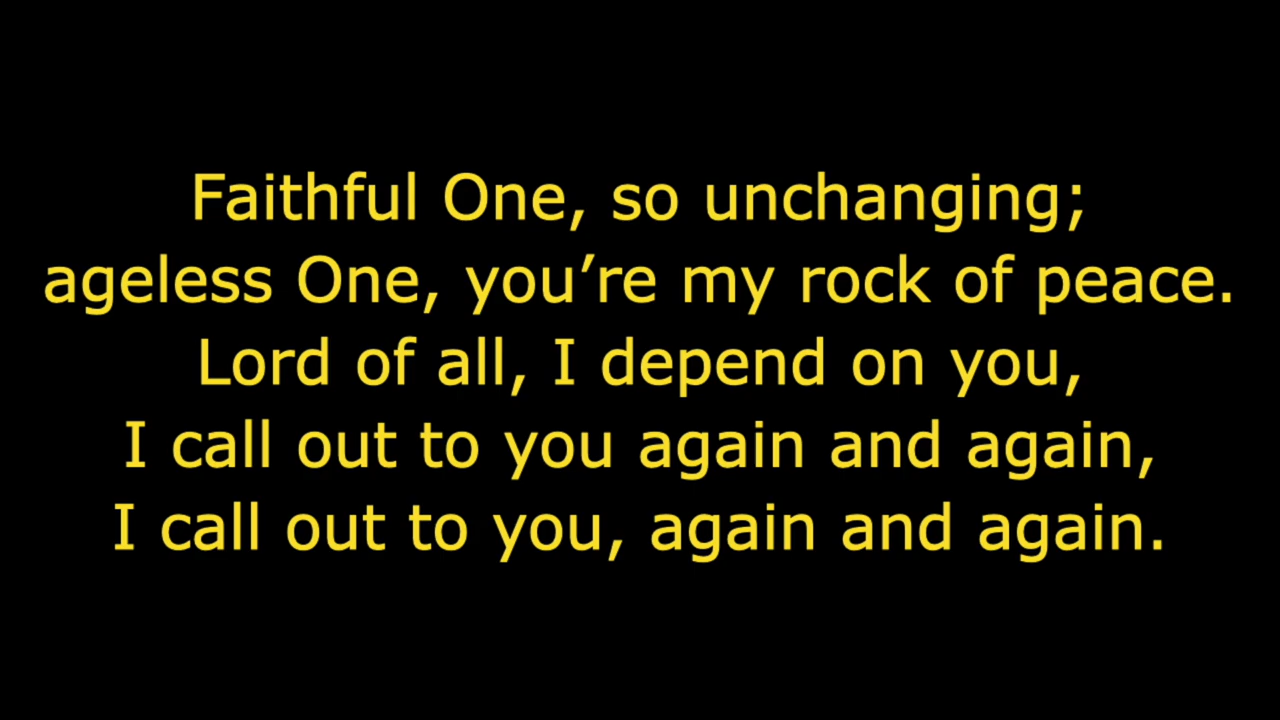 Faithful One, so unchanging;
ageless One, you’re my rock of peace.
Lord of all, I depend on you,
I call out to you again and again,
I call out to you, again and again.